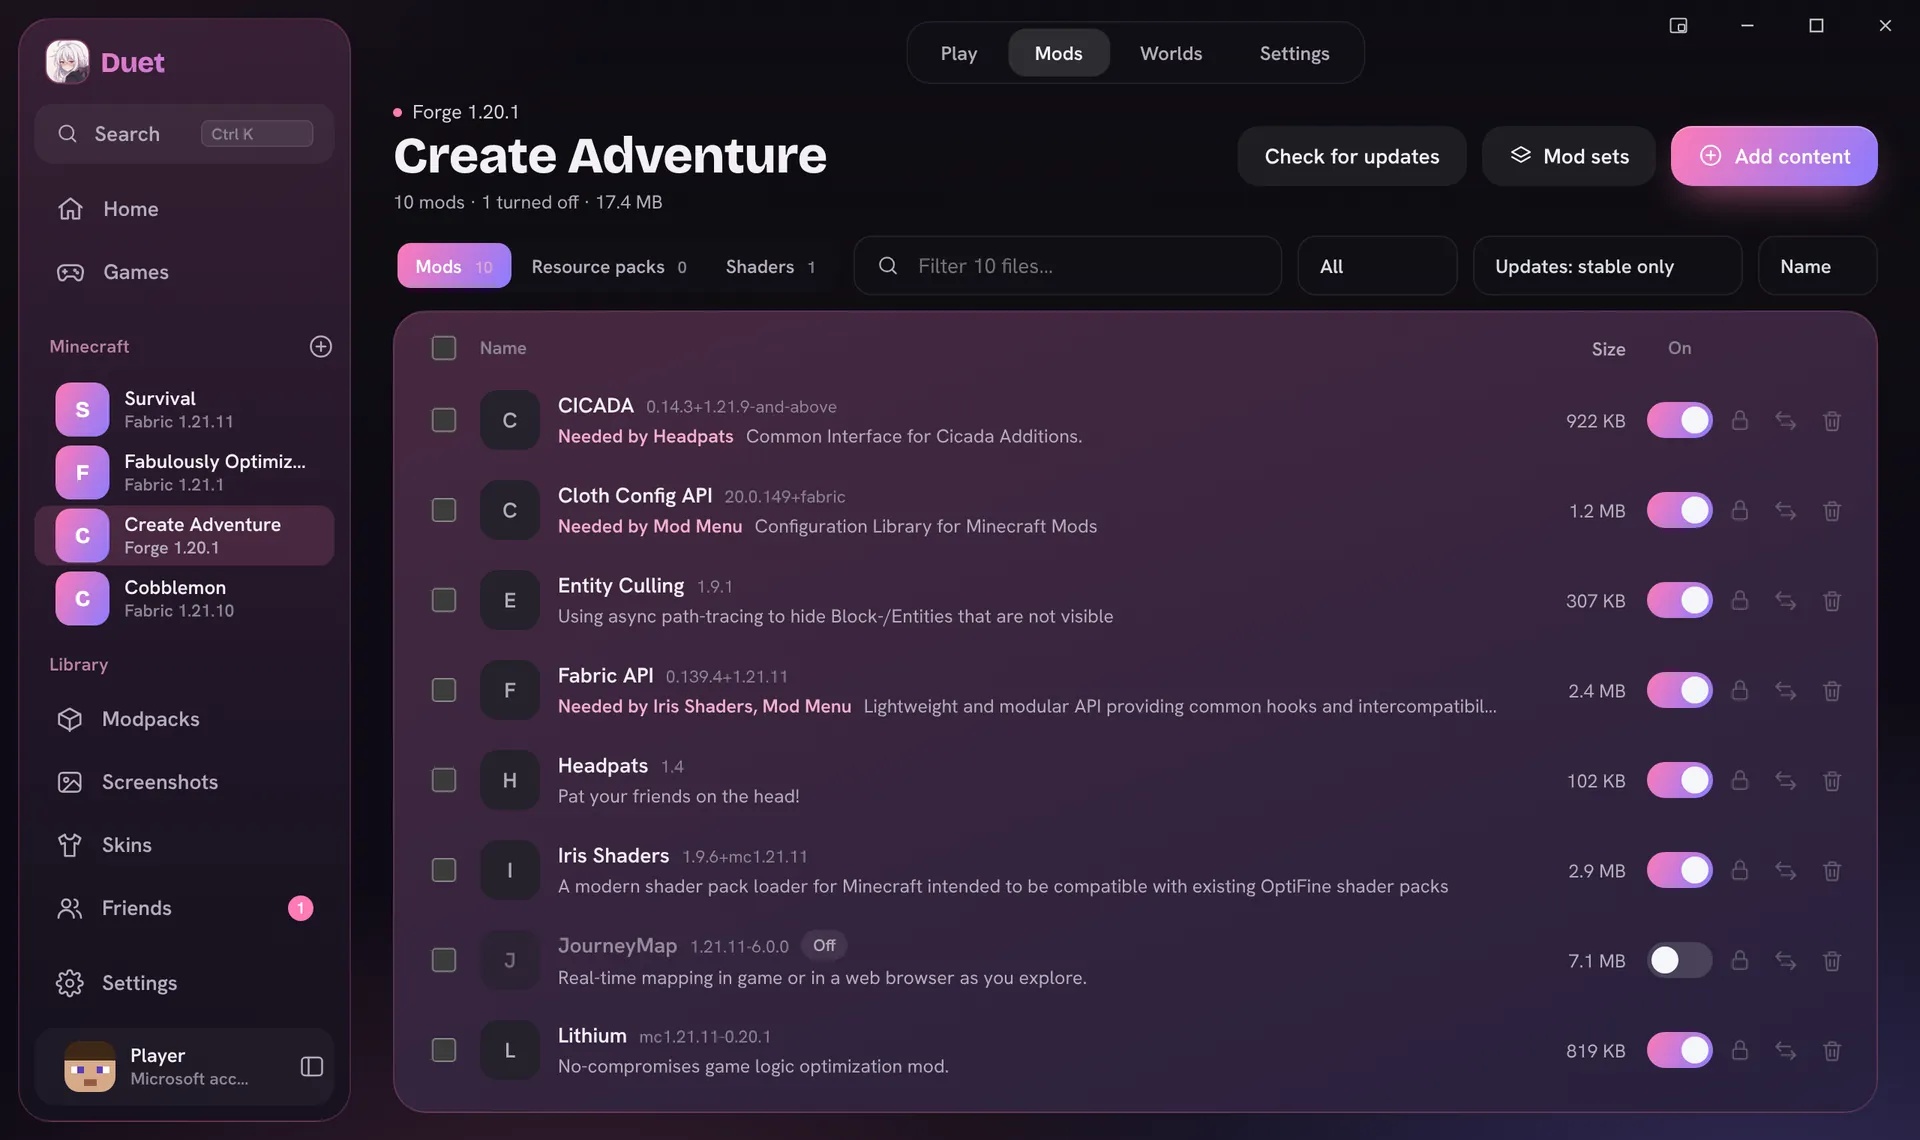 Duet
Search Ctrl K
Home
Games
Minecraft
S Survival
Fabric 1.21.11
F Fabulously Optimiz...
Fabric 1.21.1
C Create Adventure
Forge 1.20.1
C Cobblemon
Fabric 1.21.10
Library
Modpacks
Screenshots
Skins
Friends 1
Settings
Player
Microsoft acc...
Play Mods Worlds Settings
Forge 1.20.1
Create Adventure
10 mods · 1 turned off · 17.4 MB
Check for updates Mod sets Add content
Mods 10 Resource packs 0 Shaders 1 Filter 10 files... All Updates: stable only Name
Name Size On
C CICADA 0.14.3+1.21.9-and-above
Needed by Headpats Common Interface for Cicada Additions.
922 KB
C Cloth Config API 20.0.149+fabric
Needed by Mod Menu Configuration Library for Minecraft Mods
1.2 MB
E Entity Culling 1.9.1
Using async path-tracing to hide Block-/Entities that are not visible
307 KB
F Fabric API 0.139.4+1.21.11
Needed by Iris Shaders, Mod Menu Lightweight and modular API providing common hooks and intercompatibil...
2.4 MB
H Headpats 1.4
Pat your friends on the head!
102 KB
I Iris Shaders 1.9.6+mc1.21.11
A modern shader pack loader for Minecraft intended to be compatible with existing OptiFine shader packs
2.9 MB
J JourneyMap 1.21.11-6.0.0 Off
Real-time mapping in game or in a web browser as you explore.
7.1 MB
L Lithium mc1.21.11-0.20.1
No-compromises game logic optimization mod.
819 KB